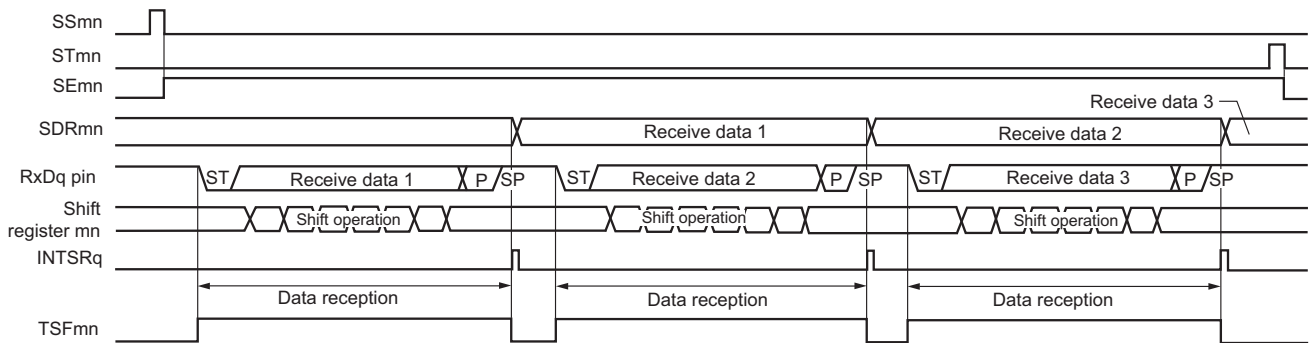 SSmn
STmn
SEmn
Receive data 3
SDRmn Receive data 1 Receive data 2
RxDq pin ST Receive data 1 P SP ST Receive data 2 P SP ST Receive data 3 P SP
Shift
register mn Shift operation Shift operation Shift operation
INTSRq
Data reception Data reception Data reception
TSFmn